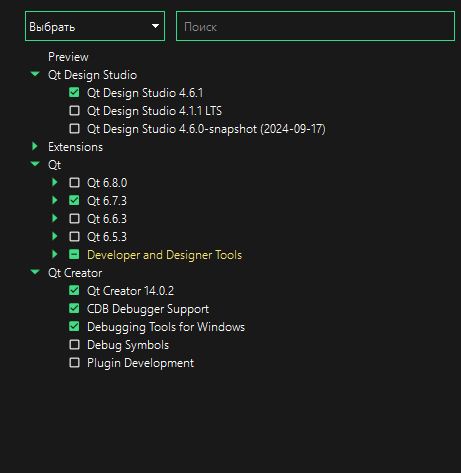 Выбрать
Поиск
Preview
Qt Design Studio
Qt Design Studio 4.6.1
Qt Design Studio 4.1.1 LTS
Qt Design Studio 4.6.0-snapshot (2024-09-17)
Extensions
Qt
Qt 6.8.0
Qt 6.7.3
Qt 6.6.3
Qt 6.5.3
Developer and Designer Tools
Qt Creator
Qt Creator 14.0.2
CDB Debugger Support
Debugging Tools for Windows
Debug Symbols
Plugin Development